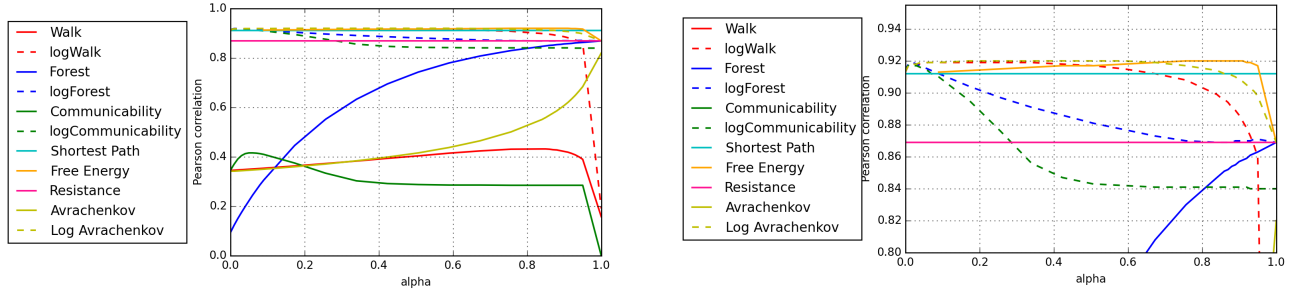 Walk
logWalk
Forest
logForest
Communicability
logCommunicability
Shortest Path
Free Energy
Resistance
Avrachenkov
Log Avrachenkov
Pearson correlation
1.0
0.8
0.6
0.4
0.2
0.0
0.0 0.2 0.4 0.6 0.8 1.0
alpha
Walk
logWalk
Forest
logForest
Communicability
logCommunicability
Shortest Path
Free Energy
Resistance
Avrachenkov
Log Avrachenkov
Pearson correlation
0.94
0.92
0.90
0.88
0.86
0.84
0.82
0.80
0.0 0.2 0.4 0.6 0.8 1.0
alpha